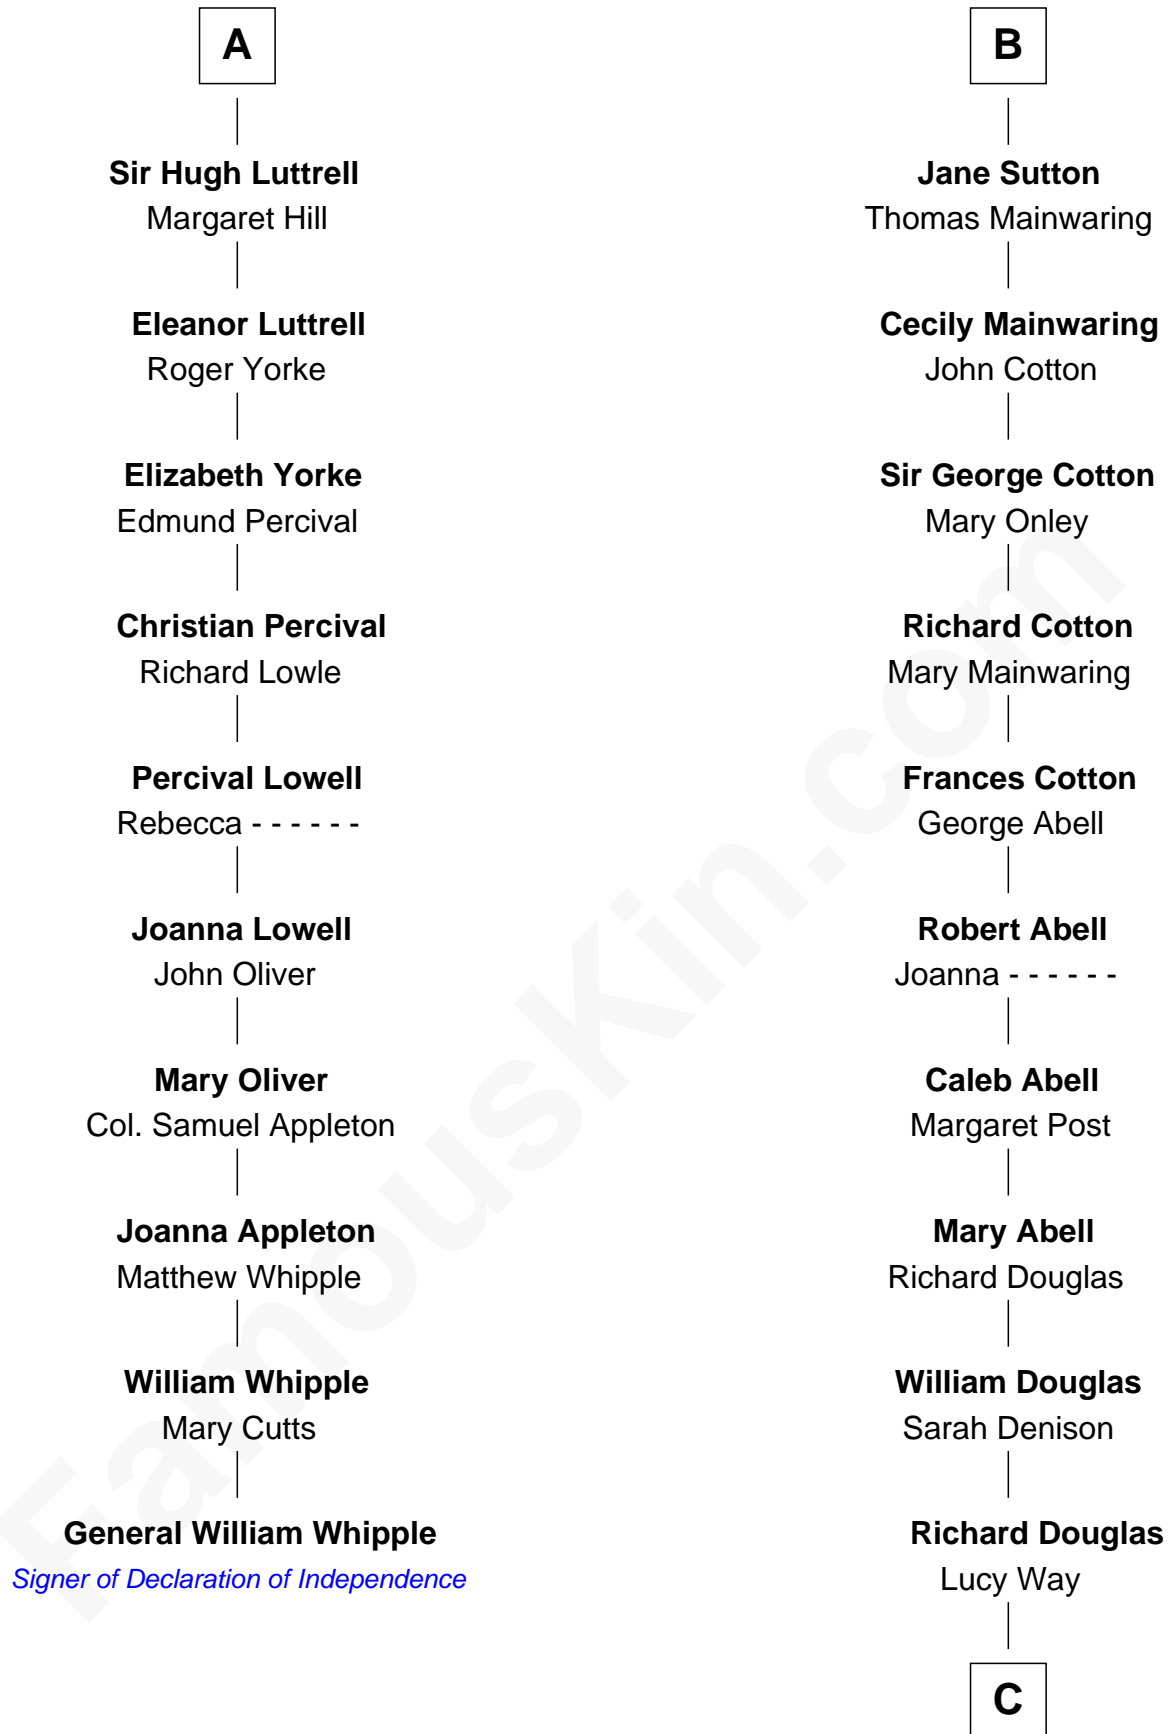 A
Sir Hugh Luttrell
Margaret Hill
Eleanor Luttrell
Roger Yorke
Elizabeth Yorke
Edmund Percival
Christian Percival
Richard Lowle
Percival Lowell
Rebecca - - - - - -
Joanna Lowell
John Oliver
Mary Oliver
Col. Samuel Appleton
Joanna Appleton
Matthew Whipple
William Whipple
Mary Cutts
General William Whipple
Signer of Declaration of Independence
B
Jane Sutton
Thomas Mainwaring
Cecily Mainwaring
John Cotton
Sir George Cotton
Mary Onley
Richard Cotton
Mary Mainwaring
Frances Cotton
George Abell
Robert Abell
Joanna - - - - - -
Caleb Abell
Margaret Post
Mary Abell
Richard Douglas
William Douglas
Sarah Denison
Richard Douglas
Lucy Way
C
FamousKin.com